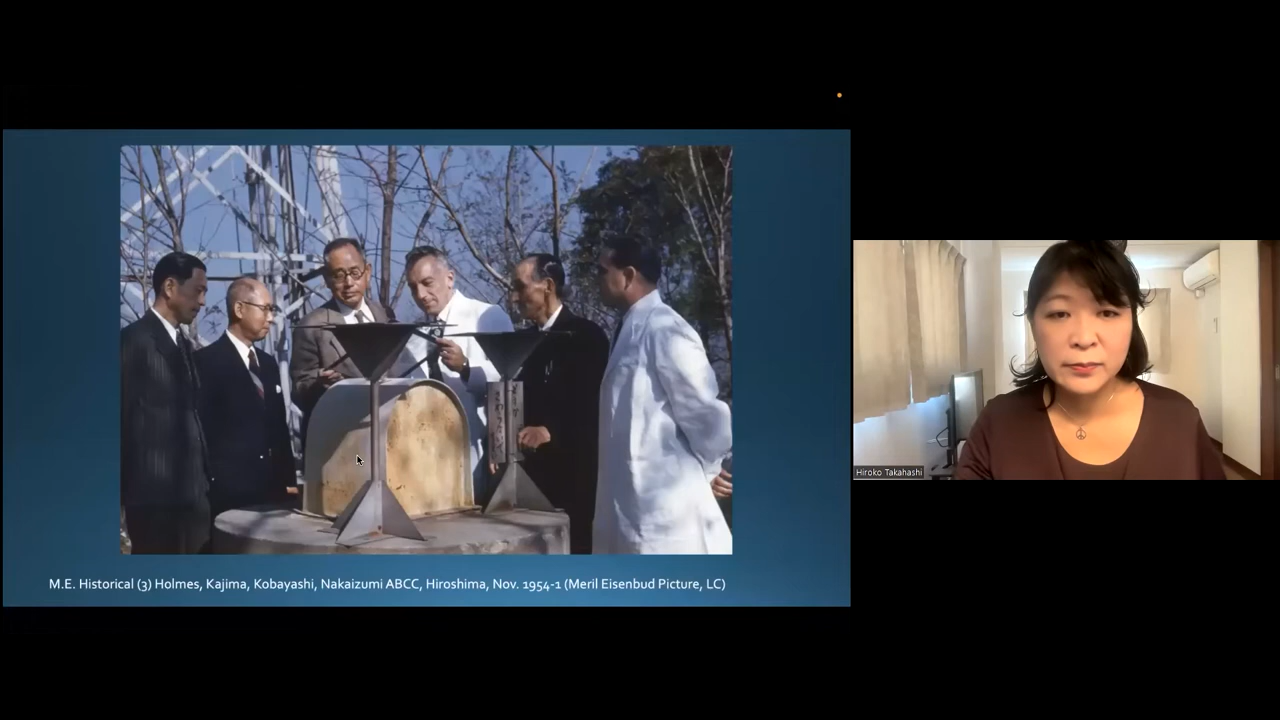 M.E. Historical (3) Holmes, Kajima, Kobayashi, Nakaizumi ABCC, Hiroshima, Nov. 1954-1 (Meril Eisenbud Picture, LC)
Hiroko Takahashi